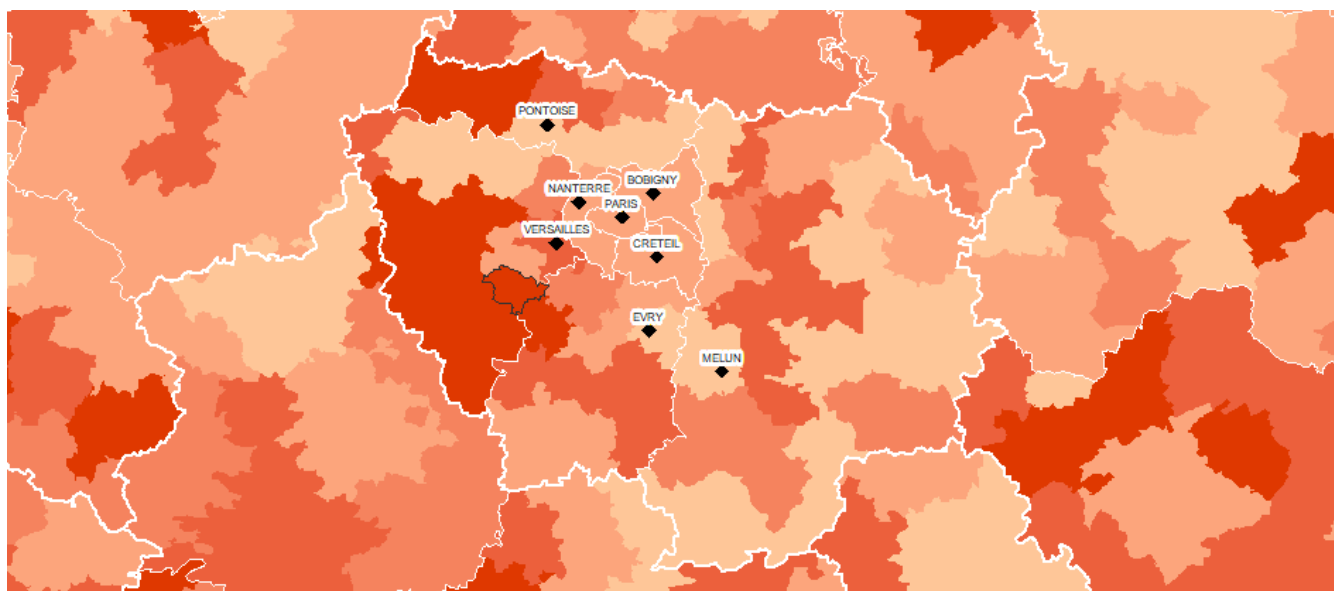 PONTOISE
BOBIGNY
NANTERRE
PARIS
VERSAILLES
CRETEIL
EVRY
MELUN